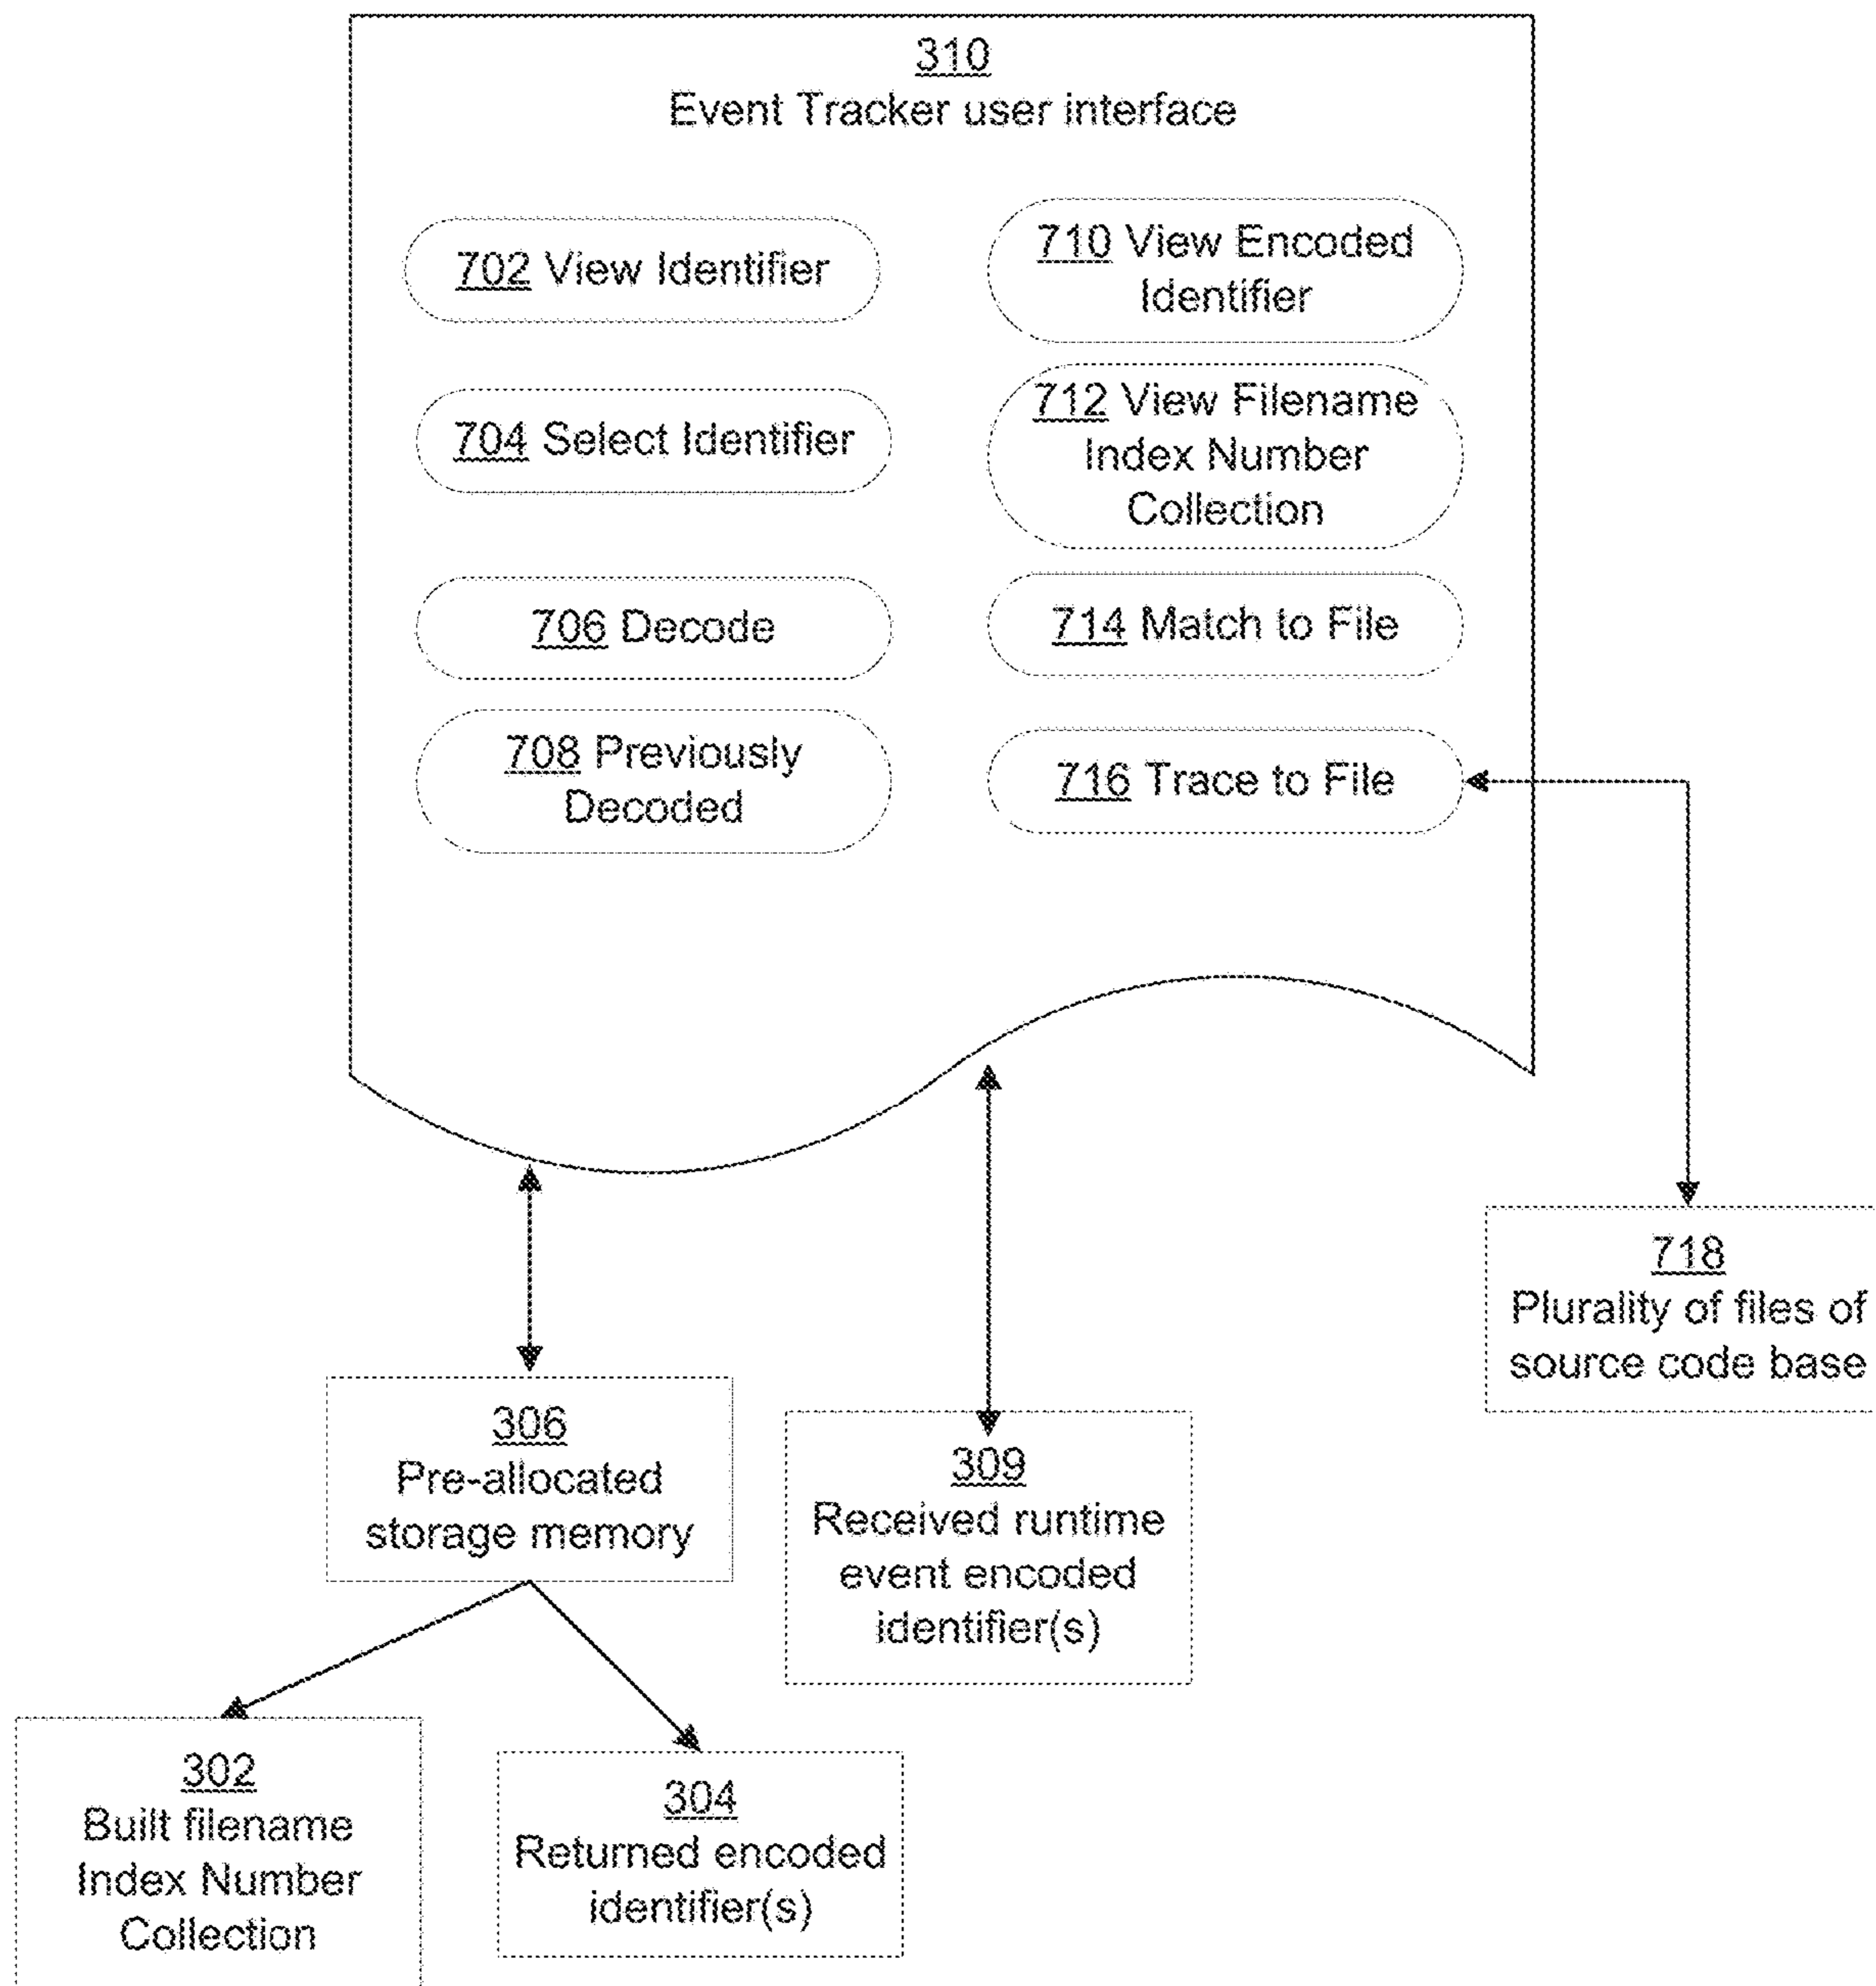 310
Event Tracker user interface
702 View Identifier
704 Select Identifier
706 Decode
708 Previously
Decoded
710 View Encoded
Identifier
712 View Filename
Index Number
Collection
714 Match to File
716 Trace to File
718
Plurality of files of
source code base
306
Pre-allocated
storage memory
309
Received runtime
event encoded
identifier(s)
302
Built filename
Index Number
Collection
304
Returned encoded
identifier(s)